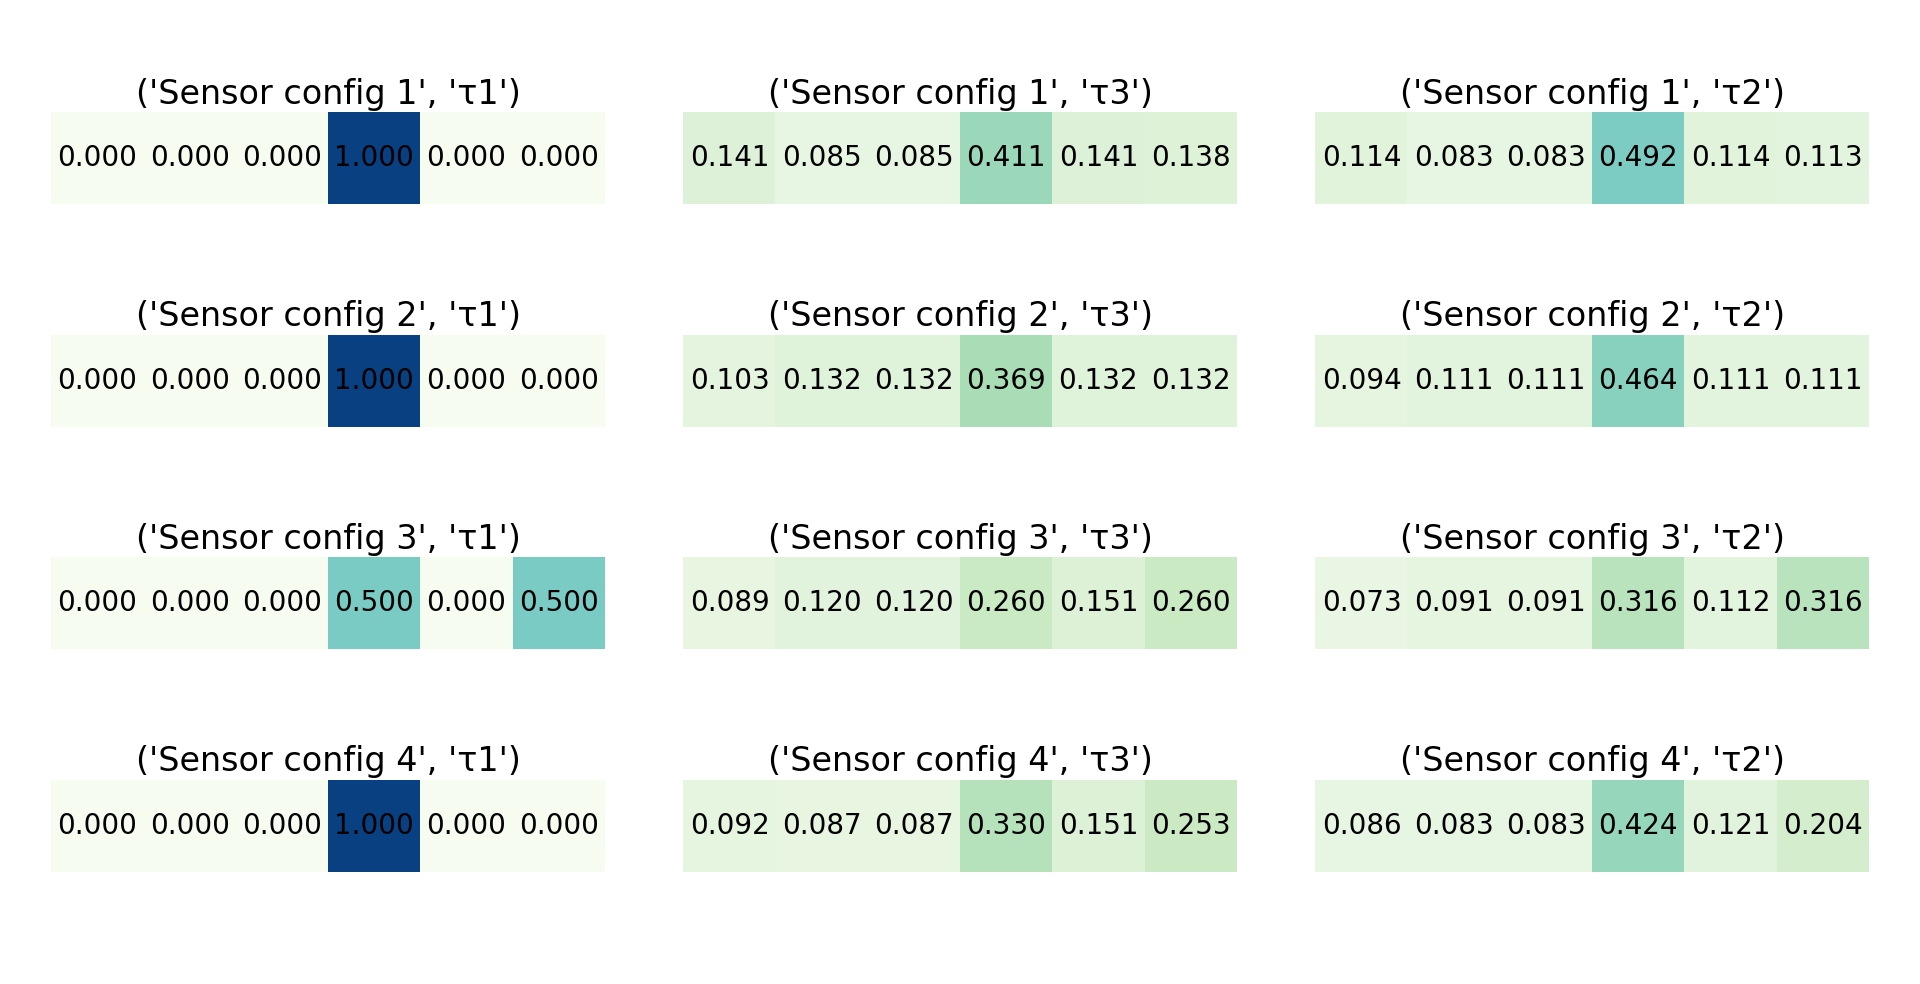 ('Sensor config 1', 'τ1') ('Sensor config 1', 'τ3') ('Sensor config 1', 'τ2')
0.000 0.000 0.000 1.000 0.000 0.000 0.141 0.085 0.085 0.411 0.141 0.138 0.114 0.083 0.083 0.492 0.114 0.113
('Sensor config 2', 'τ1') ('Sensor config 2', 'τ3') ('Sensor config 2', 'τ2')
0.000 0.000 0.000 1.000 0.000 0.000 0.103 0.132 0.132 0.369 0.132 0.132 0.094 0.111 0.111 0.464 0.111 0.111
('Sensor config 3', 'τ1') ('Sensor config 3', 'τ3') ('Sensor config 3', 'τ2')
0.000 0.000 0.000 0.500 0.000 0.500 0.089 0.120 0.120 0.260 0.151 0.260 0.073 0.091 0.091 0.316 0.112 0.316
('Sensor config 4', 'τ1') ('Sensor config 4', 'τ3') ('Sensor config 4', 'τ2')
0.000 0.000 0.000 1.000 0.000 0.000 0.092 0.087 0.087 0.330 0.151 0.253 0.086 0.083 0.083 0.424 0.121 0.204